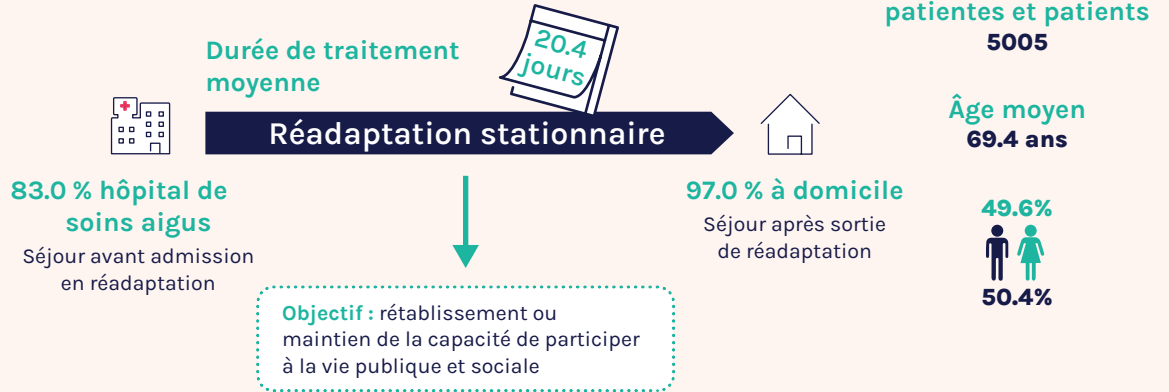 patientes et patients
5005
Durée de traitement
moyenne
20.4
jours
Réadaptation stationnaire
Âge moyen
69.4 ans
83.0 % hôpital de
soins aigus
Séjour avant admission
en réadaptation
97.0 % à domicile
Séjour après sortie
de réadaptation
49.6%
50.4%
Objectif : rétablissement ou
maintien de la capacité de participer
à la vie publique et sociale